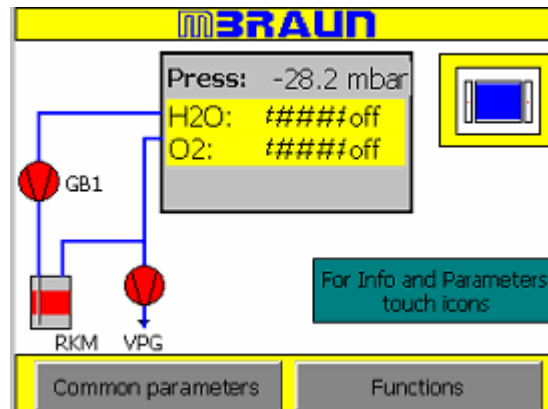 MBRAUN
Press: -28.2 mbar
H2O: ####off
O2: ####off
GB1
For Info and Parameters
touch icons
RKM VPG
Common parameters Functions